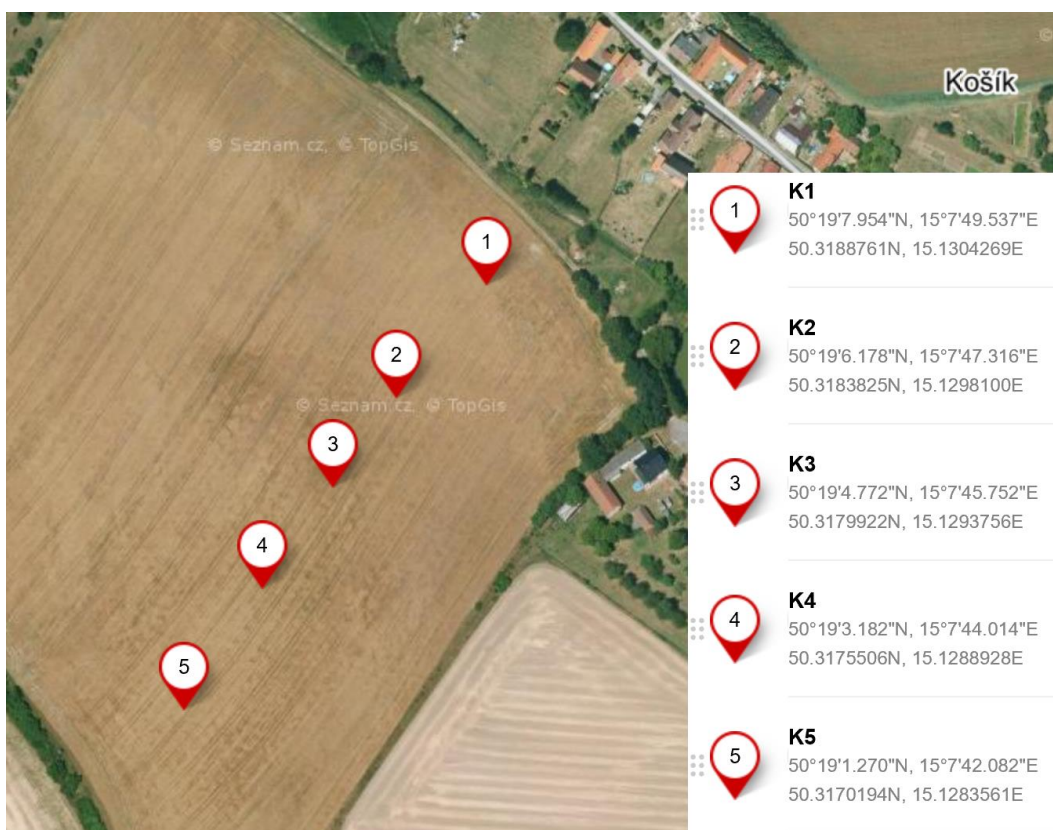 ©
Košík
© Seznam.cz, © TopGis
1
2
© Seznam.cz, © TopGis
3
4
5
1
K1
50°19'7.954"N, 15°7'49.537"E
50.3188761N, 15.1304269E
2
K2
50°19'6.178"N, 15°7'47.316"E
50.3183825N, 15.1298100E
3
K3
50°19'4.772"N, 15°7'45.752"E
50.3179922N, 15.1293756E
4
K4
50°19'3.182"N, 15°7'44.014"E
50.3175506N, 15.1288928E
5
K5
50°19'1.270"N, 15°7'42.082"E
50.3170194N, 15.1283561E